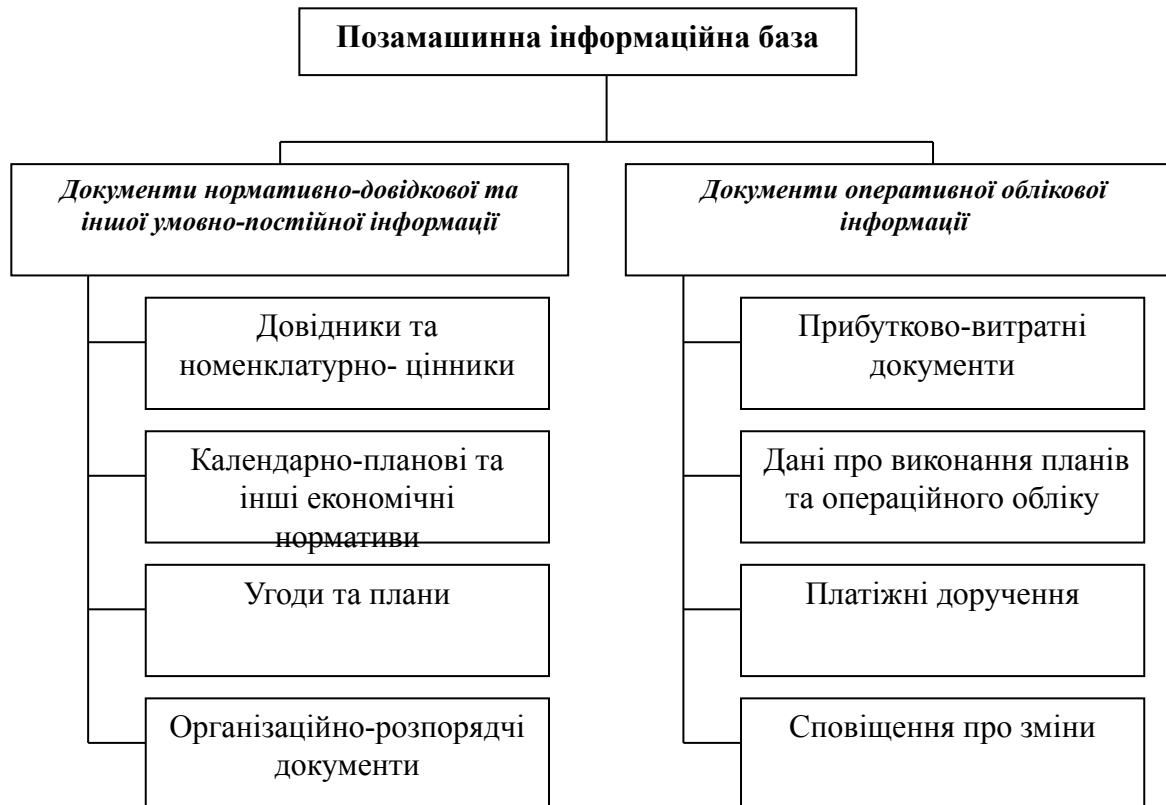 Позамашинна інформаційна база
Документи нормативно-довідкової та
іншої умовно-постійної інформації
Довідники та
номенклатурно- цінники
Календарно-планові та
інші економічні
нормативи
Угоди та плани
Організаційно-розпорядчі
документи
Документи оперативної облікової
інформації
Прибутково-витратні
документи
Дані про виконання планів
та операційного обліку
Платіжні доручення
Сповіщення про зміни